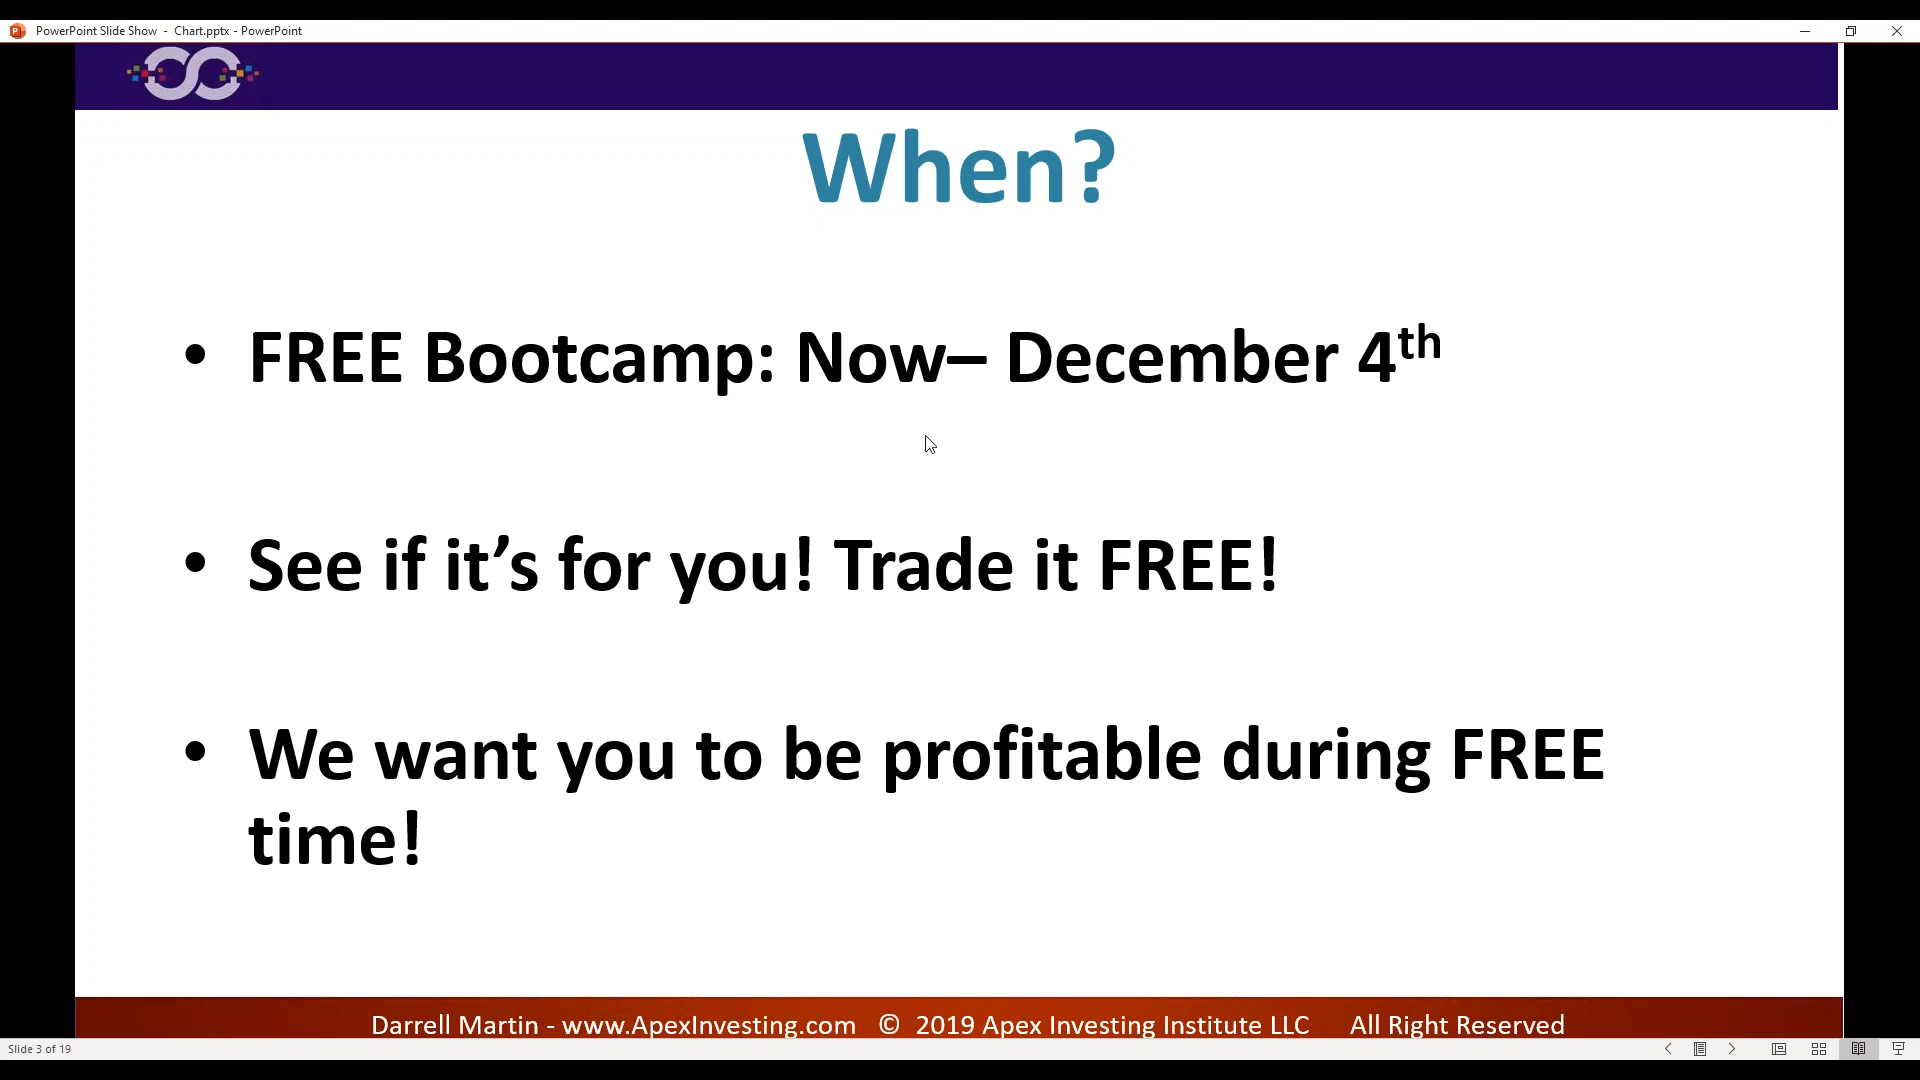 PowerPoint Slide Show - Chart.pptx - PowerPoint
When?
• FREE Bootcamp: Now– December 4th
• See if it’s for you! Trade it FREE!
• We want you to be profitable during FREE
time!
Darrell Martin - www.ApexInvesting.com © 2019 Apex Investing Institute LLC All Right Reserved
Slide 3 of 19